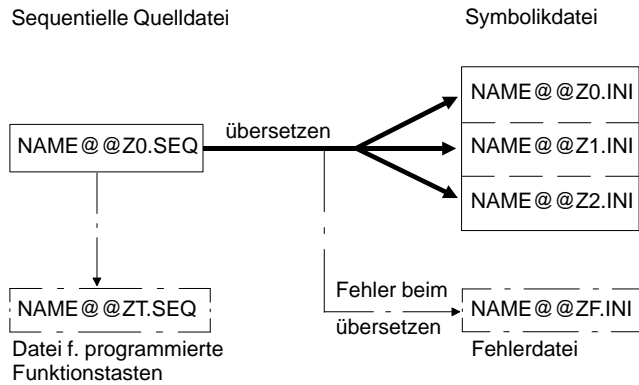 Sequentielle Quelldatei
Symbolikdatei
NAME@@Z0.INI
übersetzen
NAME@@Z0.SEQ
NAME@@Z1.INI
NAME@@Z2.INI
Fehler beim
übersetzen
NAME@@ZT.SEQ
NAME@@ZF.INI
Datei f. programmierte
Funktionstasten
Fehlerdatei